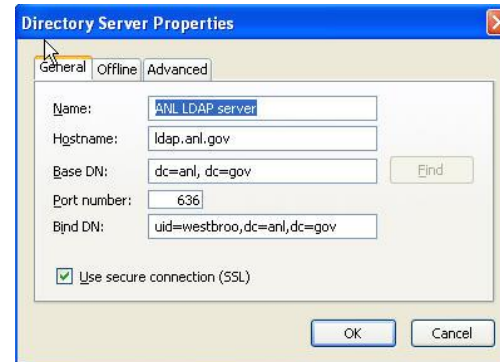 Directory Server Properties
General Offline Advanced
Name: ANL LDAP server
Hostname: ldap.anl.gov
Base DN: dc=anl, dc=gov Find
Port number: 636
Bind DN: uid=westbroo,dc=anl,dc=gov
Use secure connection (SSL)
OK Cancel